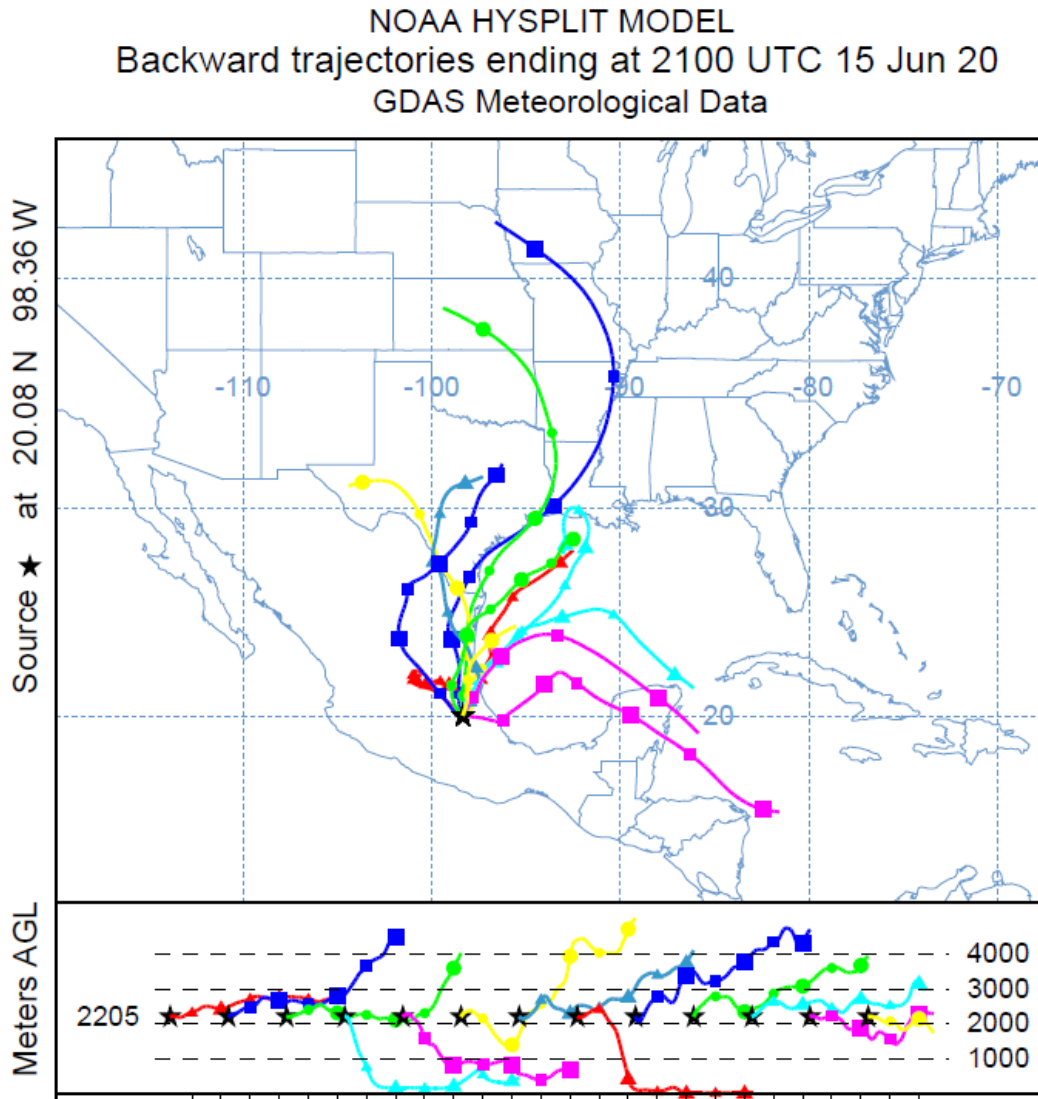 NOAA HYSPLIT MODEL
Backward trajectories ending at 2100 UTC 15 Jun 20
GDAS Meteorological Data
Source ★ at 20.08 N 98.36 W
40
-110 -100 -90 -80 -70
30
20
Meters AGL
2205
4000
3000
2000
1000